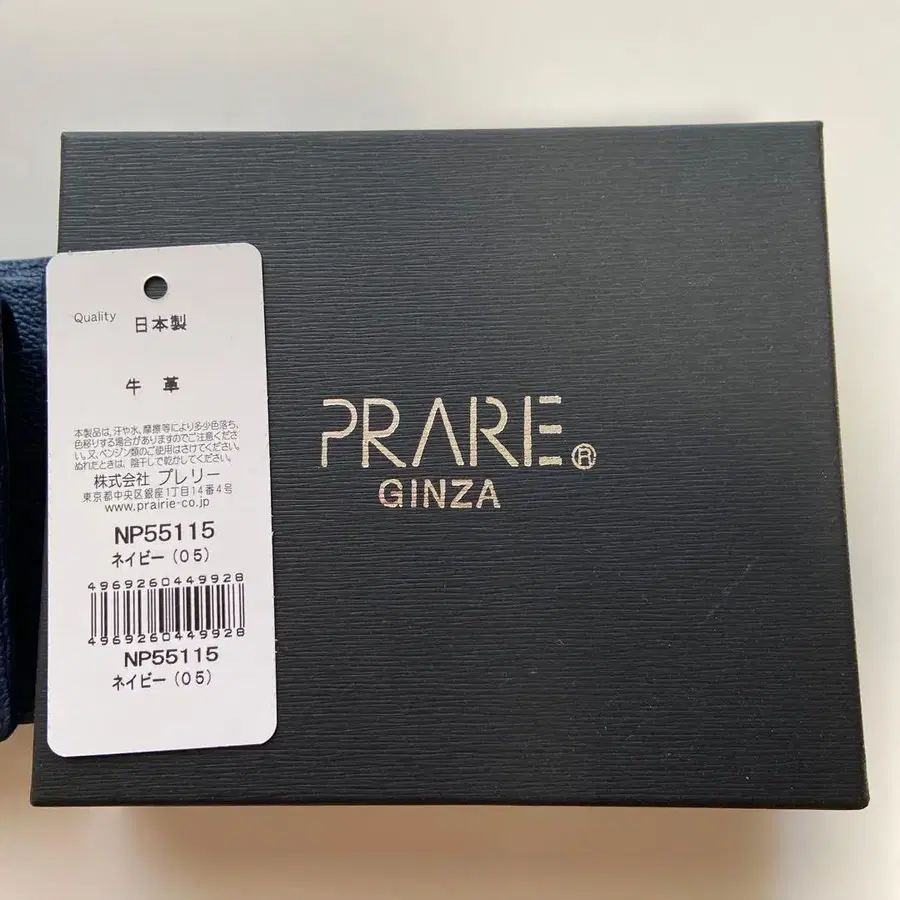 Quality 日本製
牛革
本製品は、汗や水、摩擦等により多少色落ち、
色移りする場合がありますのでご注意くださ
い。又、ベンジン類のご使用はさけてください。
ぬれたときは、陰干しで乾かしてください。
株式会社 プレリー
東京都中央区銀座1丁目14番4号
www.prairie-co.jp
NP55115
ネイビー(05)
4969260449928
4969260449928
NP55115
ネイビー(05)
PRARE®
GINZA